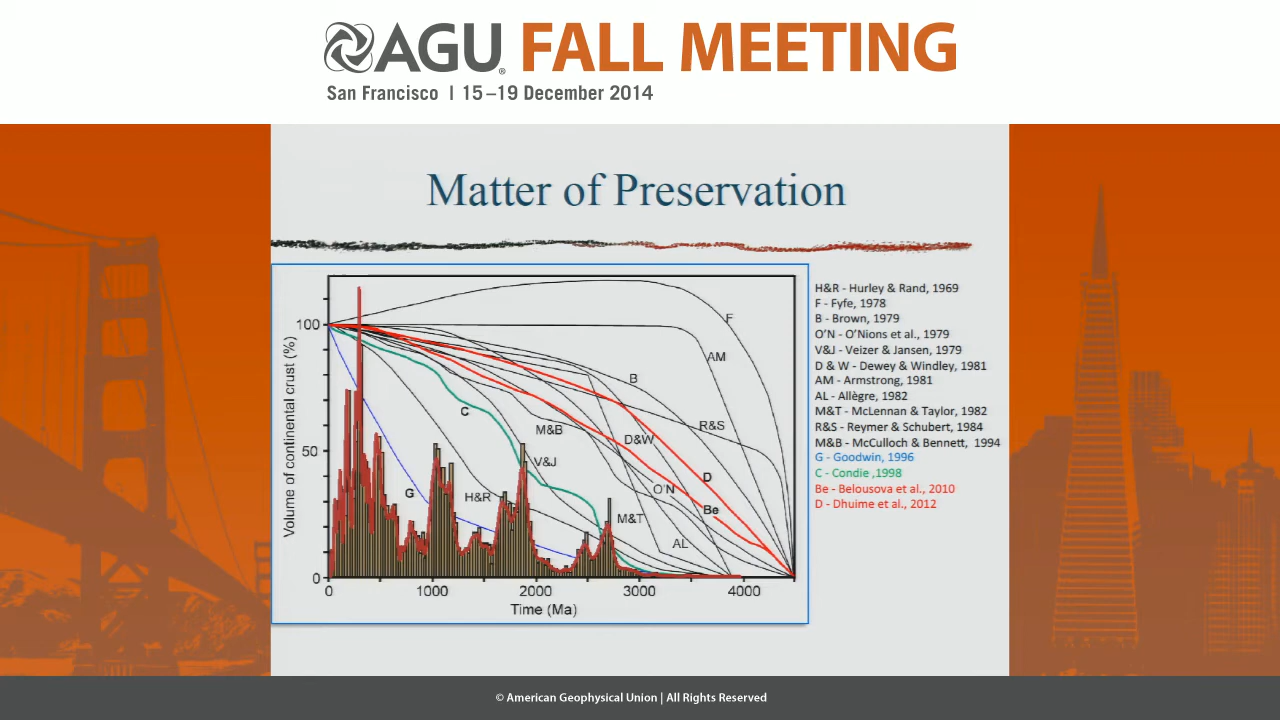 AGU FALL MEETING
San Francisco | 15–19 December 2014
Matter of Preservation
H&R - Hurley & Rand, 1969
F - Fyfe, 1978
B - Brown, 1979
O'N - O'Nions et al., 1979
V&J - Veizer & Jansen, 1979
D & W - Dewey & Windley, 1981
AM - Armstrong, 1981
AL - Allègre, 1982
M&T - McLennan & Taylor, 1982
R&S - Reymer & Schubert, 1984
M&B - McCulloch & Bennett, 1994
G - Goodwin, 1996
C - Condie ,1998
Be - Belousova et al., 2010
D - Dhuime et al., 2012
Volume of continental crust (%)
100
50
0
F
AM
B
C
R&S
M&B
D&W
V&J
D
O'N
G
H&R
Be
M&T
AL
0 1000 2000 3000 4000
Time (Ma)
© American Geophysical Union | All Rights Reserved